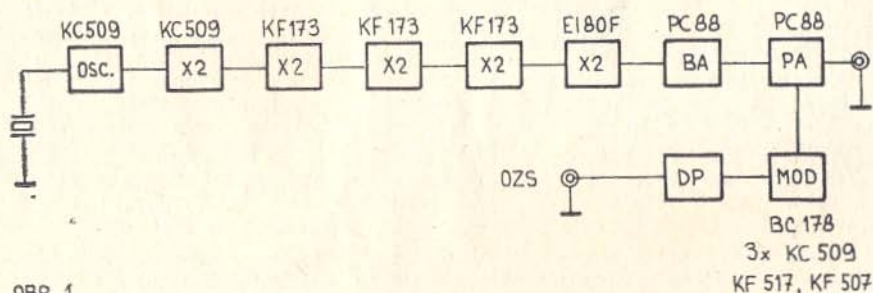 KC509 KC509 KF173 KF173 KF173 E180F PC88 PC88
OSC. X2 X2 X2 X2 X2 BA PA
OZS DP MOD
BC 178
3x KC 509
KF 517, KF 507
OBR. 1